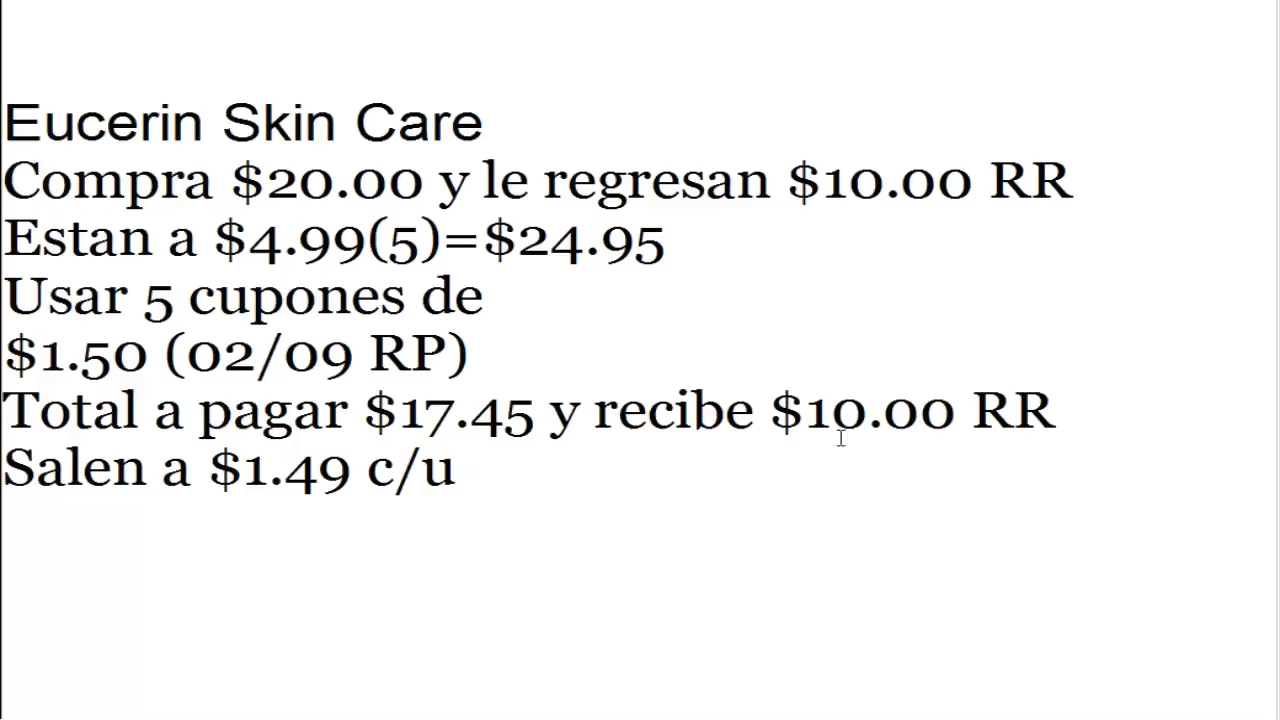 Eucerin Skin Care
Compra $20.00 y le regresan $10.00 RR
Estan a $4.99(5)=$24.95
Usar 5 cupones de
$1.50 (02/09 RP)
Total a pagar $17.45 y recibe $10.00 RR
Salen a $1.49 c/u